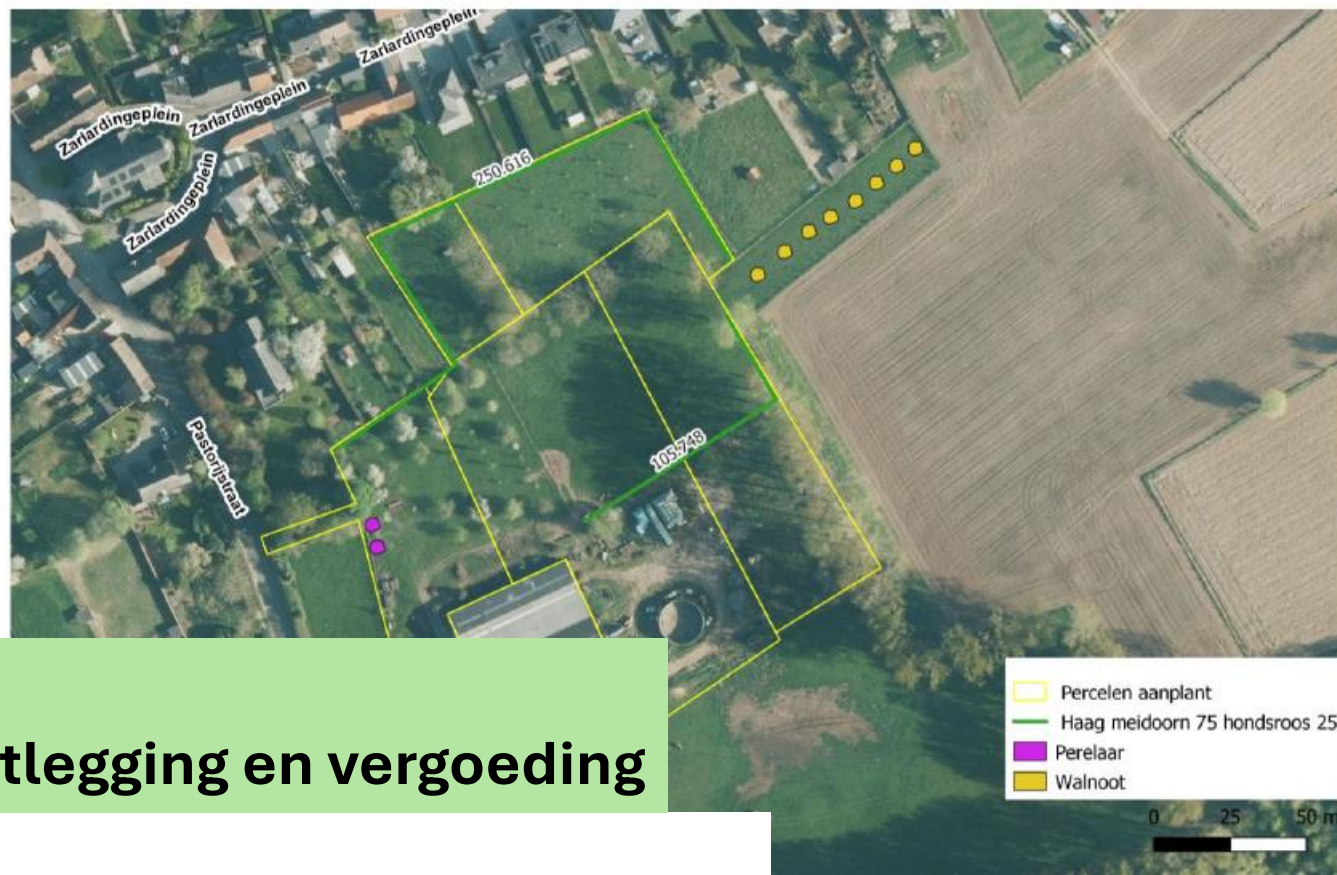 Zarlardingeplein
Zarlardingeplein
Zarlardingeplein
Zarlardingeplein
250.616
105.748
Pastorijstraat
tlegging en vergoeding
Percelen aanplant
Haag meidoorn 75 hondsroos 25
Perelaar
Walnoot
0 25 50 m